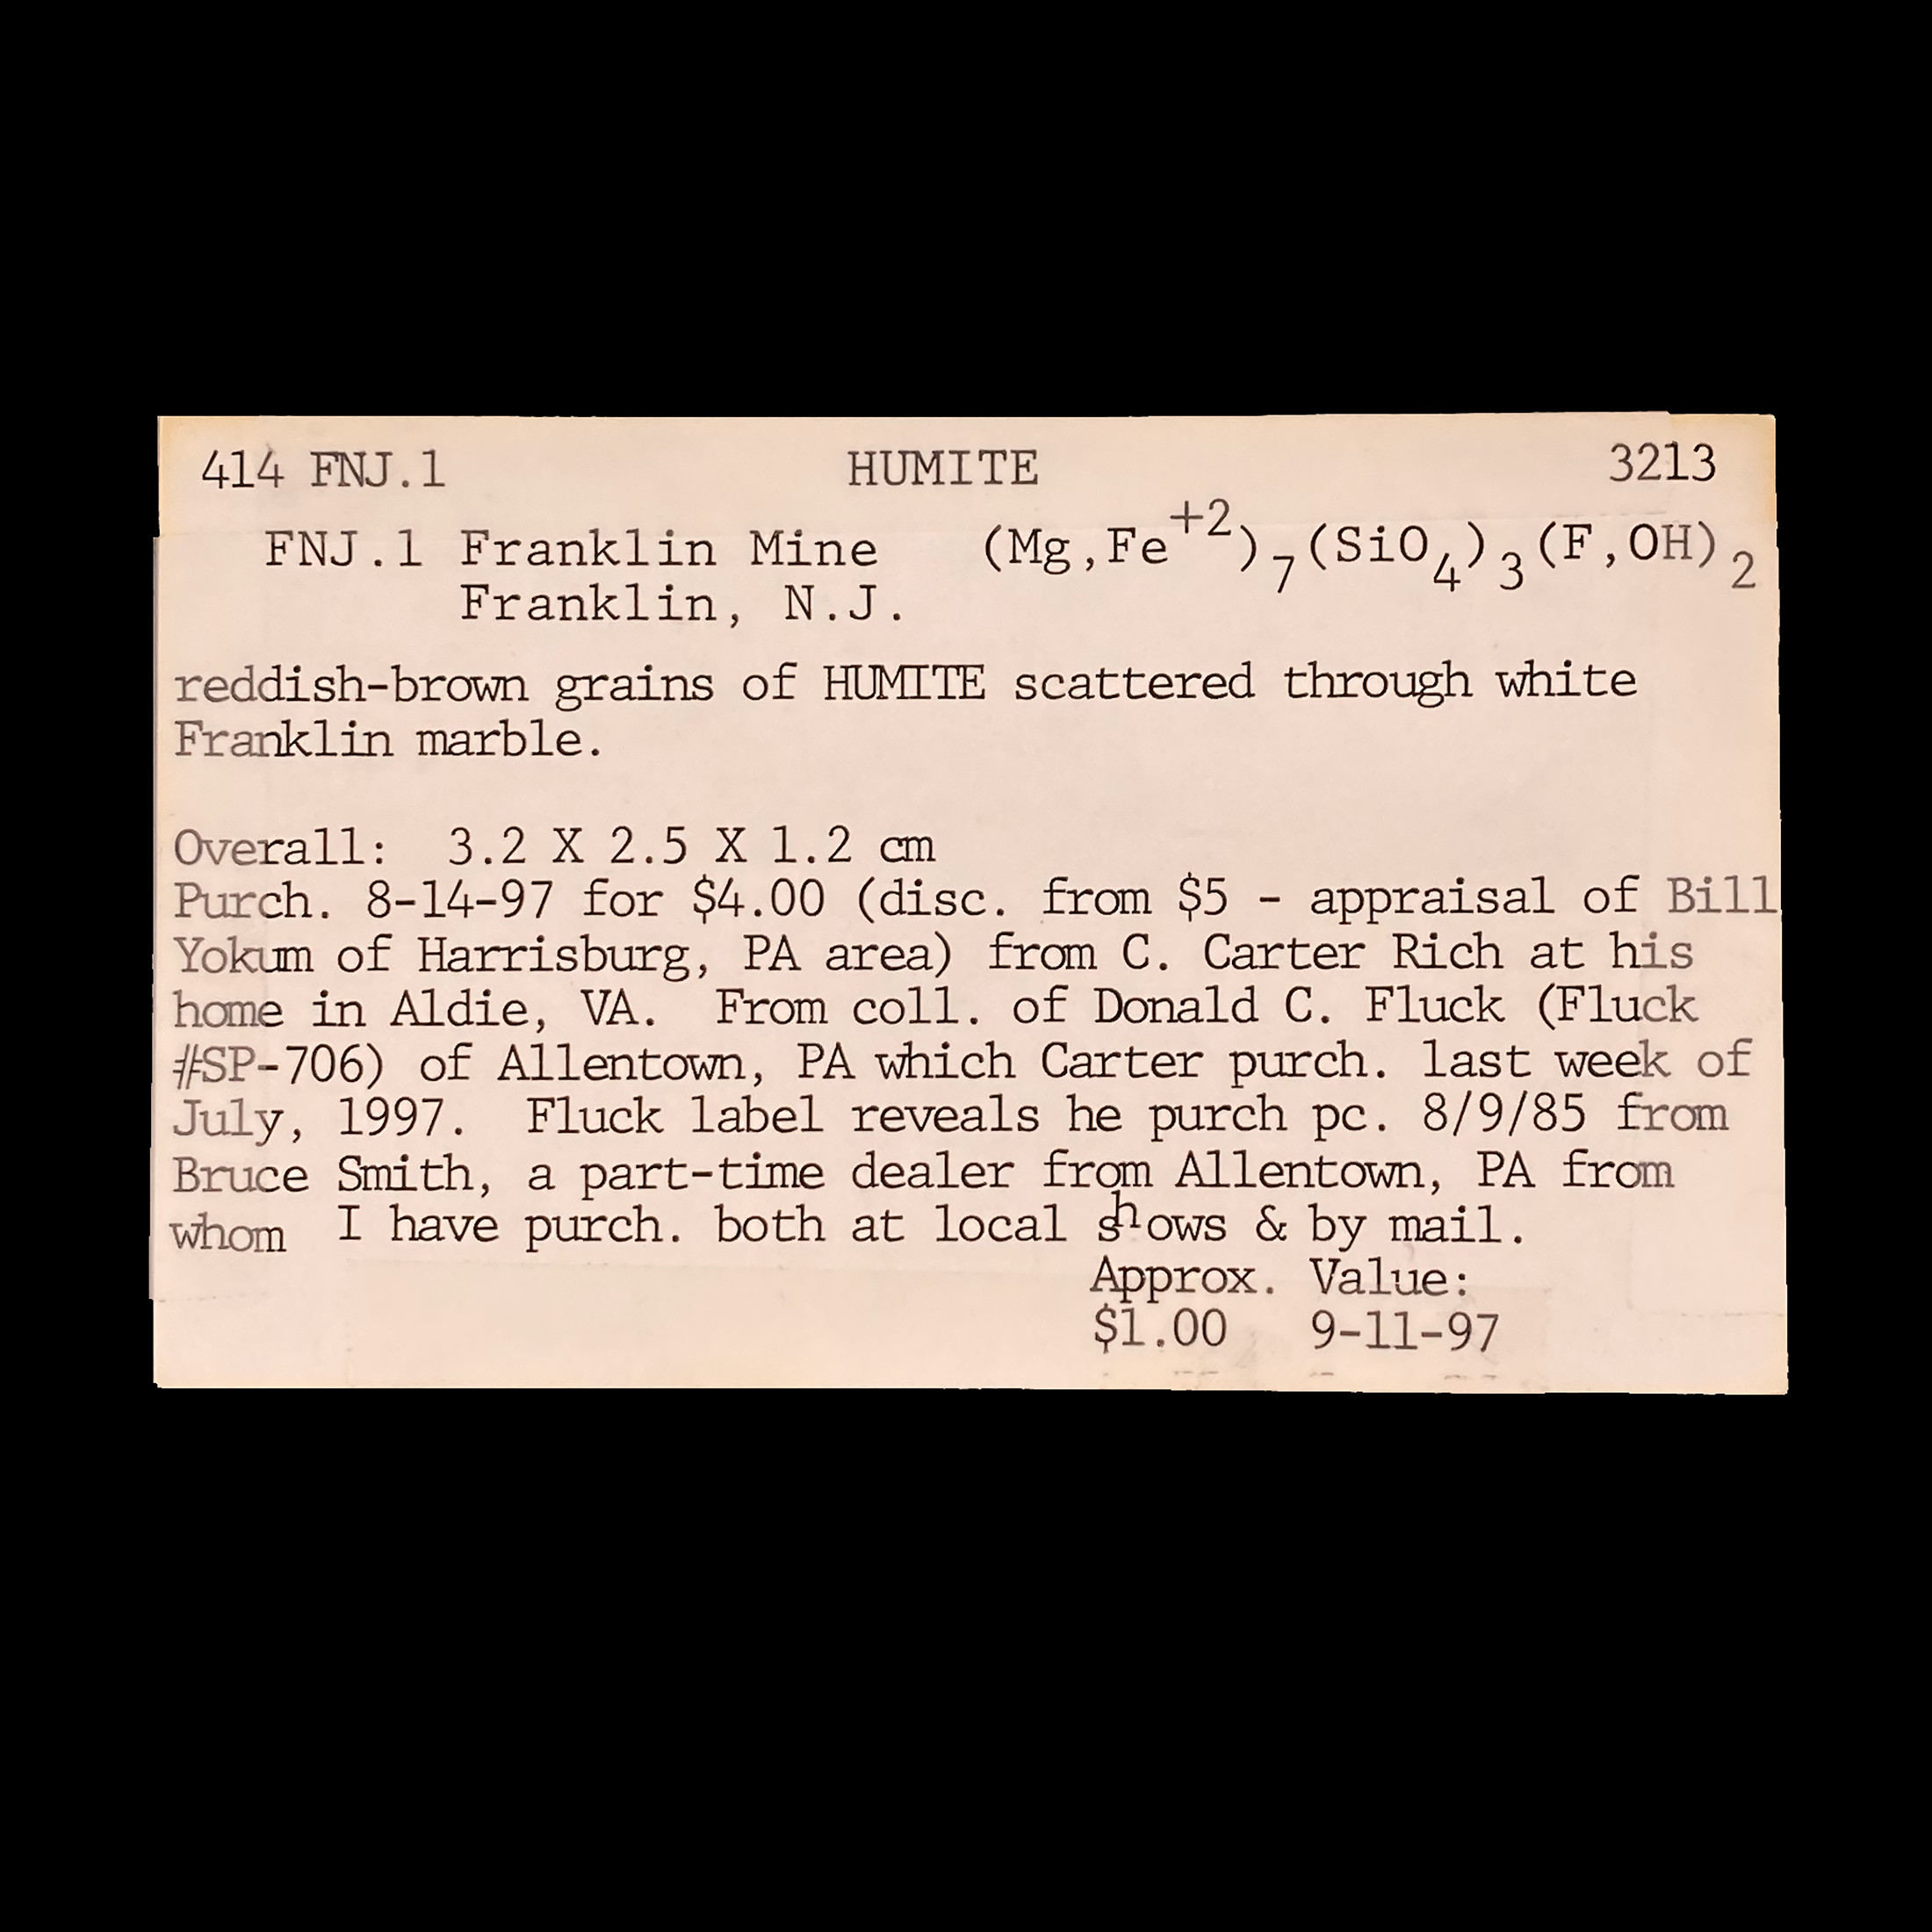 414 FNJ.1 HUMITE 3213
FNJ.1 Franklin Mine (Mg,Fe⁺²)₇(SiO₄)₃(F,OH)₂
Franklin, N.J.
reddish-brown grains of HUMITE scattered through white
Franklin marble.
Overall: 3.2 X 2.5 X 1.2 cm
Purch. 8-14-97 for $4.00 (disc. from $5 - appraisal of Bill
Yokum of Harrisburg, PA area) from C. Carter Rich at his
home in Aldie, VA. From coll. of Donald C. Fluck (Fluck
#SP-706) of Allentown, PA which Carter purch. last week of
July, 1997. Fluck label reveals he purch pc. 8/9/85 from
Bruce Smith, a part-time dealer from Allentown, PA from
whom I have purch. both at local shows & by mail.
Approx. Value:
$1.00 9-11-97